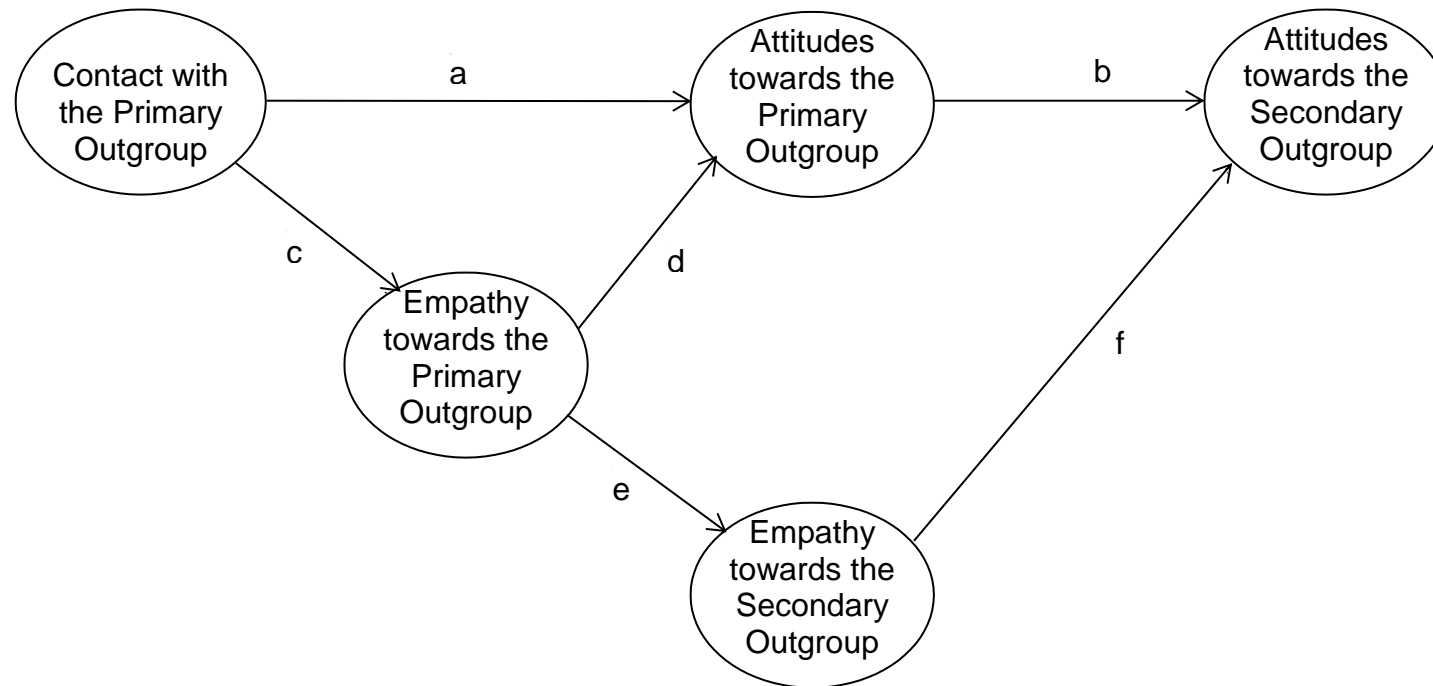 Contact with
the Primary
Outgroup
a
Attitudes
towards the
Primary
Outgroup
b
Attitudes
towards the
Secondary
Outgroup
c
d
Empathy
towards the
Primary
Outgroup
e
f
Empathy
towards the
Secondary
Outgroup